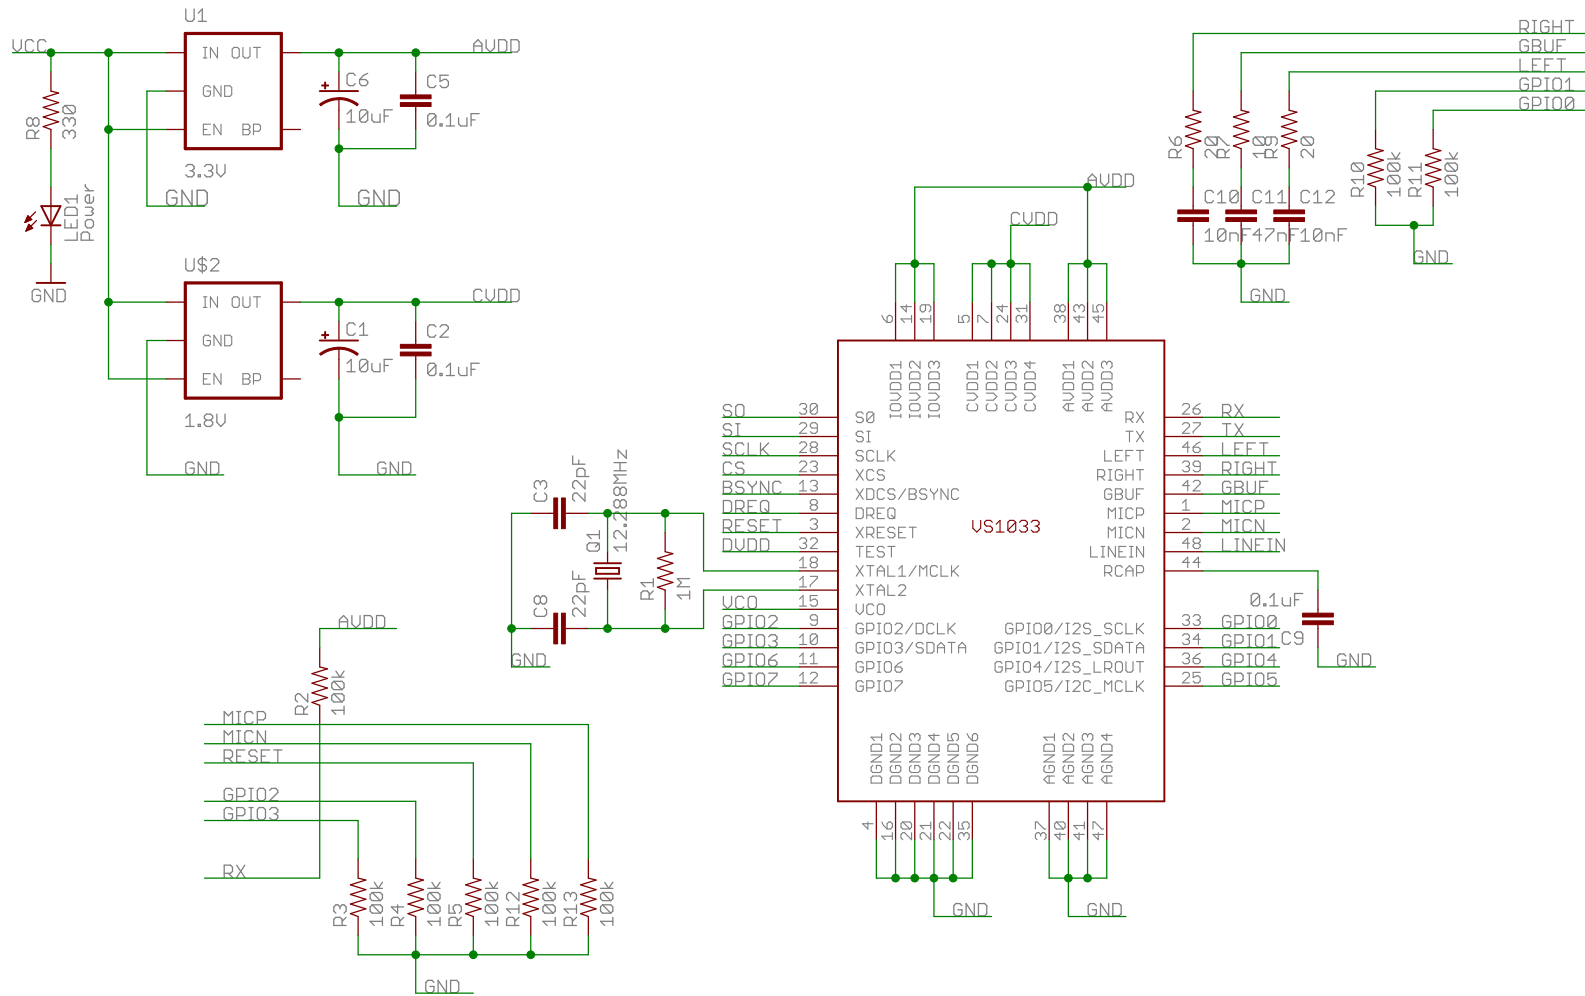 U1
VCC
IN OUT
GND
EN BP
3.3V
AVDD
C6
10uF
C5
0.1uF
GND
GND
R8
330
LED1
Power
GND
U$2
IN OUT
GND
EN BP
1.8V
CVDD
C1
10uF
C2
0.1uF
GND
GND
RIGHT
GBUF
LEFT
GPIO1
GPIO0
R6
20
R7
10
R9
20
R10
100k
R11
100k
C10
C11
C12
10nF
47nF
10nF
GND
GND
AVDD
CVDD
6
14
19
5
7
24
31
38
43
45
IOVDD1
IOVDD2
IOVDD3
CVDD1
CVDD2
CVDD3
CVDD4
AVDD1
AVDD2
AVDD3
SO 30 S0
SI 29 SI
SCLK 28 SCLK
CS 23 XCS
BSYNC 13 XDCS/BSYNC
DREQ 8 DREQ
RESET 3 XRESET
DVDD 32 TEST
18 XTAL1/MCLK
17 XTAL2
VCO 15 VCO
GPIO2 9 GPIO2/DCLK
GPIO3 10 GPIO3/SDATA
GPIO6 11 GPIO6
GPIO7 12 GPIO7
VS1033
RX 26 RX
TX 27 TX
LEFT 46 LEFT
RIGHT 39 RIGHT
GBUF 42 GBUF
MICP 1 MICP
MICN 2 MICN
LINEIN 48 LINEIN
RCAP 44
GPIO0/I2S_SCLK 33 GPIO0
GPIO1/I2S_SDATA 34 GPIO1
GPIO4/I2S_LROUT 36 GPIO4
GPIO5/I2C_MCLK 25 GPIO5
0.1uF
C9
GND
C3
22pF
Q1
12.288MHz
R1
1M
C8
22pF
GND
DGND1
DGND2
DGND3
DGND4
DGND5
DGND6
AGND1
AGND2
AGND3
AGND4
4
16
20
21
22
35
37
40
41
47
GND
GND
AVDD
R2
100k
MICP
MICN
RESET
GPIO2
GPIO3
RX
R3
100k
R4
100k
R5
100k
R12
100k
R13
100k
GND